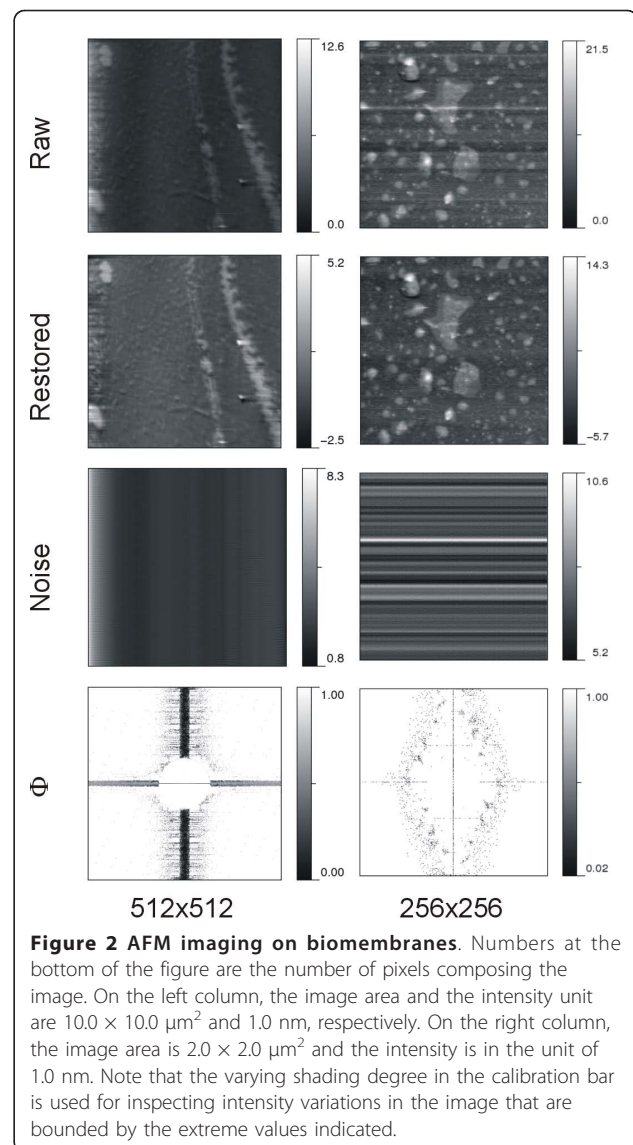 Raw
12.6
0.0
21.5
0.0
Restored
5.2
−2.5
14.3
−5.7
Noise
8.3
0.8
10.6
5.2
Φ
1.00
0.00
1.00
0.02
512x512
256x256
Figure 2 AFM imaging on biomembranes. Numbers at the
bottom of the figure are the number of pixels composing the
image. On the left column, the image area and the intensity unit
are 10.0 × 10.0 μm² and 1.0 nm, respectively. On the right column,
the image area is 2.0 × 2.0 μm² and the intensity is in the unit of
1.0 nm. Note that the varying shading degree in the calibration bar
is used for inspecting intensity variations in the image that are
bounded by the extreme values indicated.